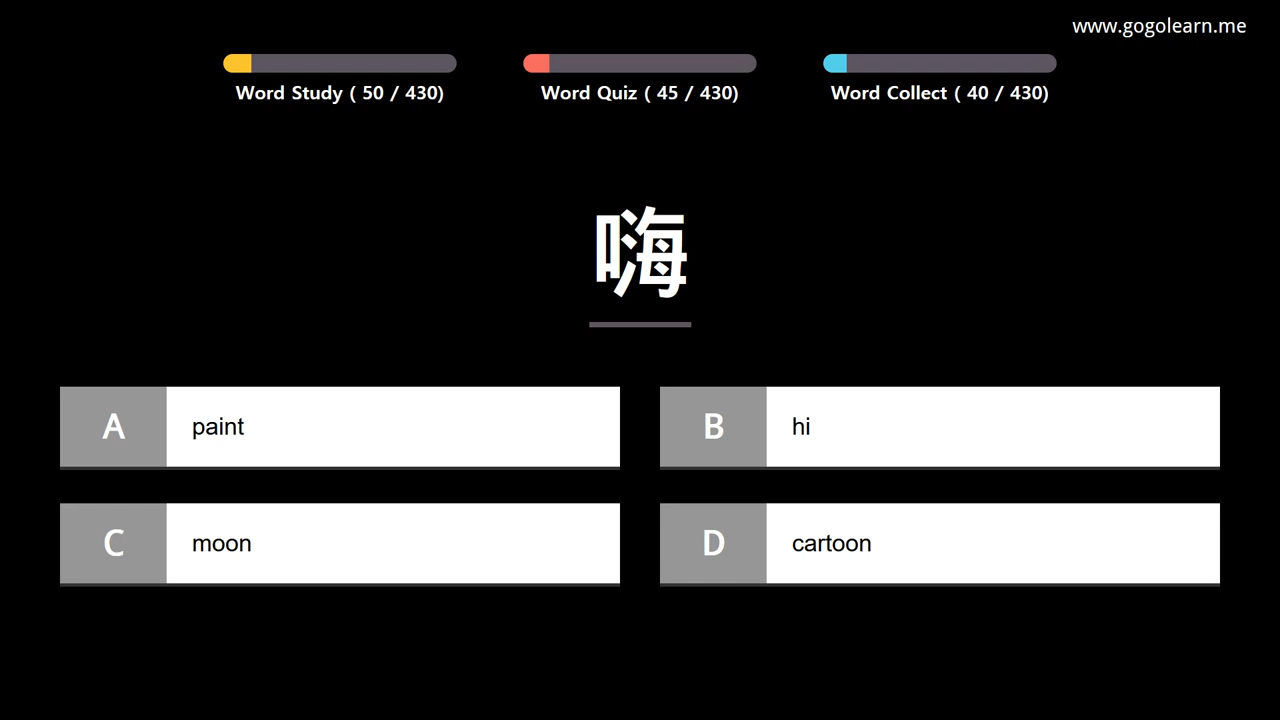 www.gogolearn.me
Word Study ( 50 / 430)
Word Quiz ( 45 / 430)
Word Collect ( 40 / 430)
嗨
A paint
B hi
C moon
D cartoon